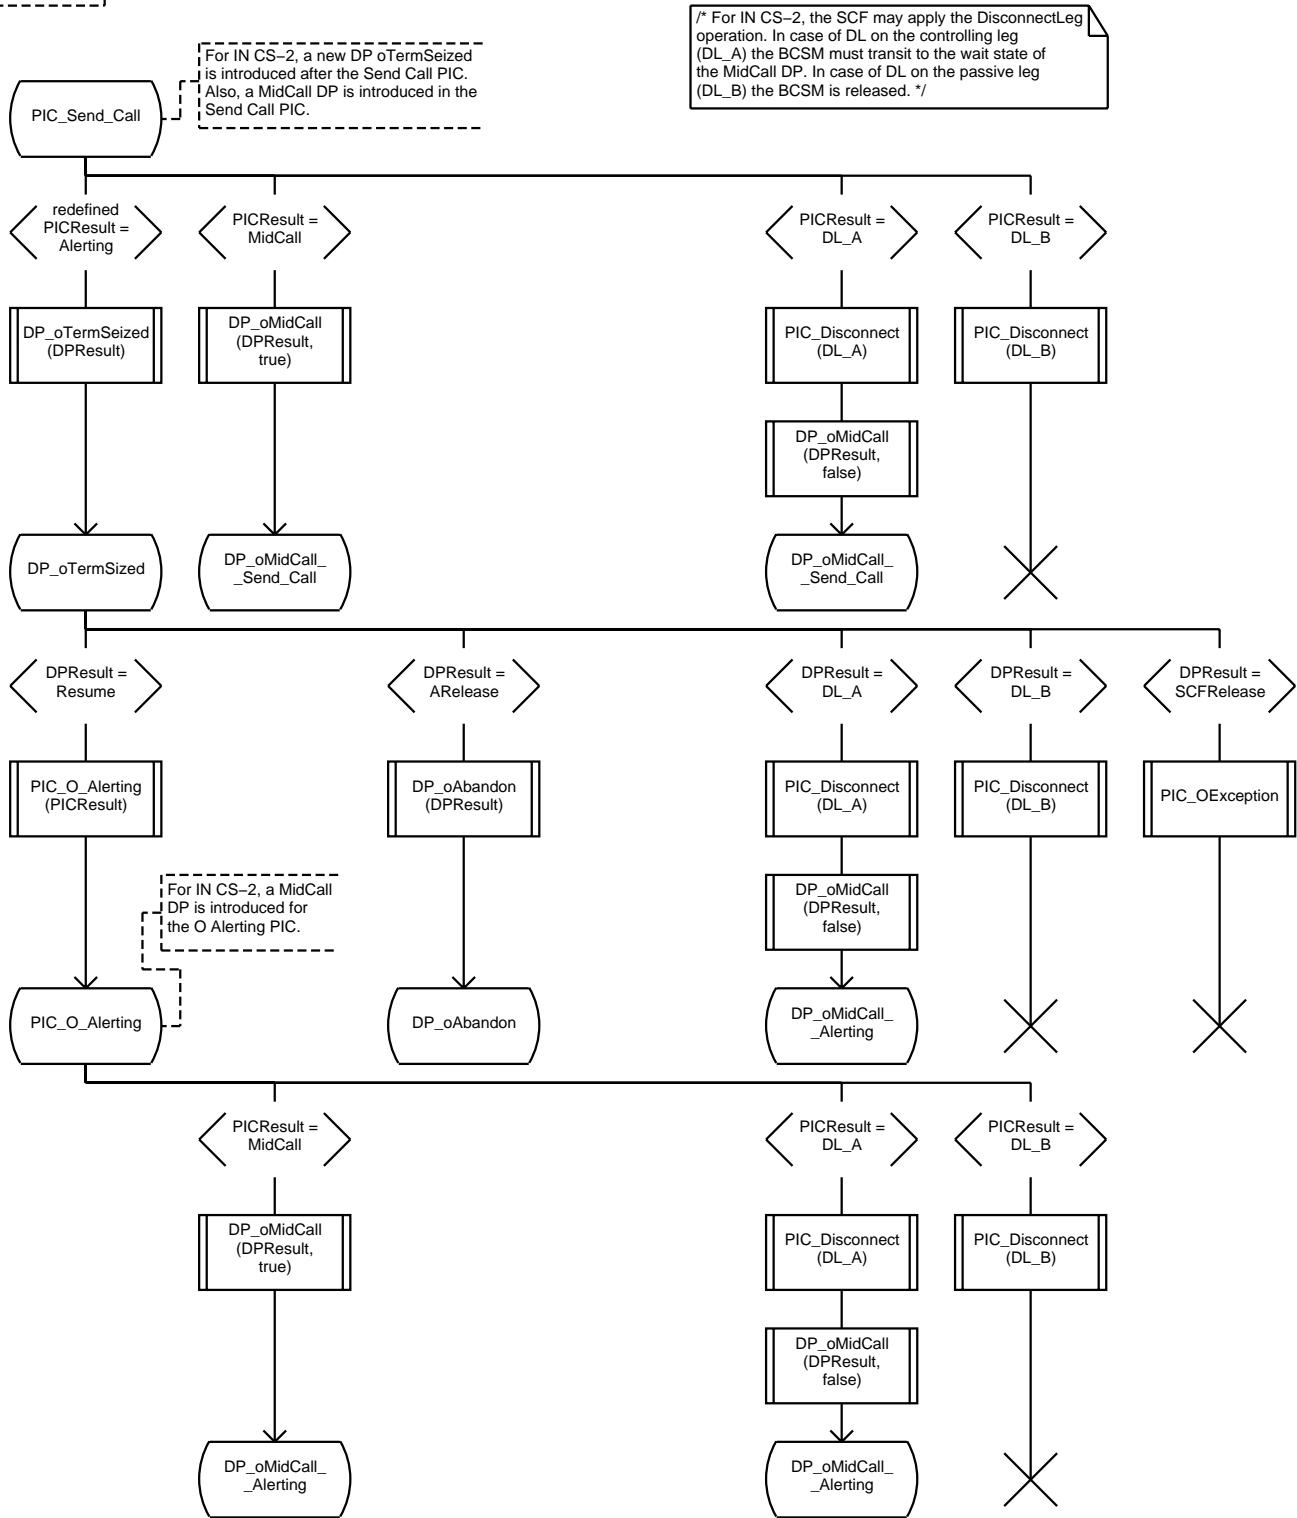 /* For IN CS–2, the SCF may apply the DisconnectLeg
operation. In case of DL on the controlling leg
(DL_A) the BCSM must transit to the wait state of
the MidCall DP. In case of DL on the passive leg
(DL_B) the BCSM is released. */
For IN CS–2, a new DP oTermSeized
is introduced after the Send Call PIC.
Also, a MidCall DP is introduced in the
Send Call PIC.
PIC_Send_Call
redefined
PICResult =
Alerting
PICResult =
MidCall
PICResult =
DL_A
PICResult =
DL_B
DP_oTermSeized
(DPResult)
DP_oMidCall
(DPResult,
true)
PIC_Disconnect
(DL_A)
PIC_Disconnect
(DL_B)
DP_oMidCall
(DPResult,
false)
DP_oTermSized
DP_oMidCall_
_Send_Call
DP_oMidCall_
_Send_Call
DPResult =
Resume
DPResult =
ARelease
DPResult =
DL_A
DPResult =
DL_B
DPResult =
SCFRelease
PIC_O_Alerting
(PICResult)
DP_oAbandon
(DPResult)
PIC_Disconnect
(DL_A)
PIC_Disconnect
(DL_B)
PIC_OException
For IN CS–2, a MidCall
DP is introduced for
the O Alerting PIC.
DP_oMidCall
(DPResult,
false)
PIC_O_Alerting
DP_oAbandon
DP_oMidCall_
_Alerting
PICResult =
MidCall
PICResult =
DL_A
PICResult =
DL_B
DP_oMidCall
(DPResult,
true)
PIC_Disconnect
(DL_A)
PIC_Disconnect
(DL_B)
DP_oMidCall
(DPResult,
false)
DP_oMidCall_
_Alerting
DP_oMidCall_
_Alerting